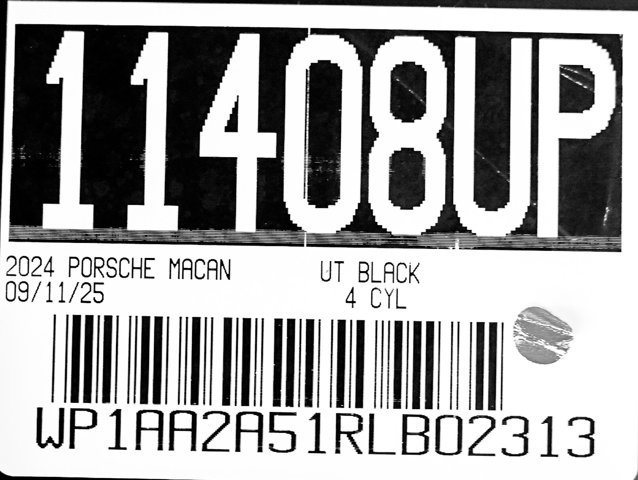 11408UP
2024 PORSCHE MACAN UT BLACK
09/11/25 4 CYL
WP1AA2A51RLB02313